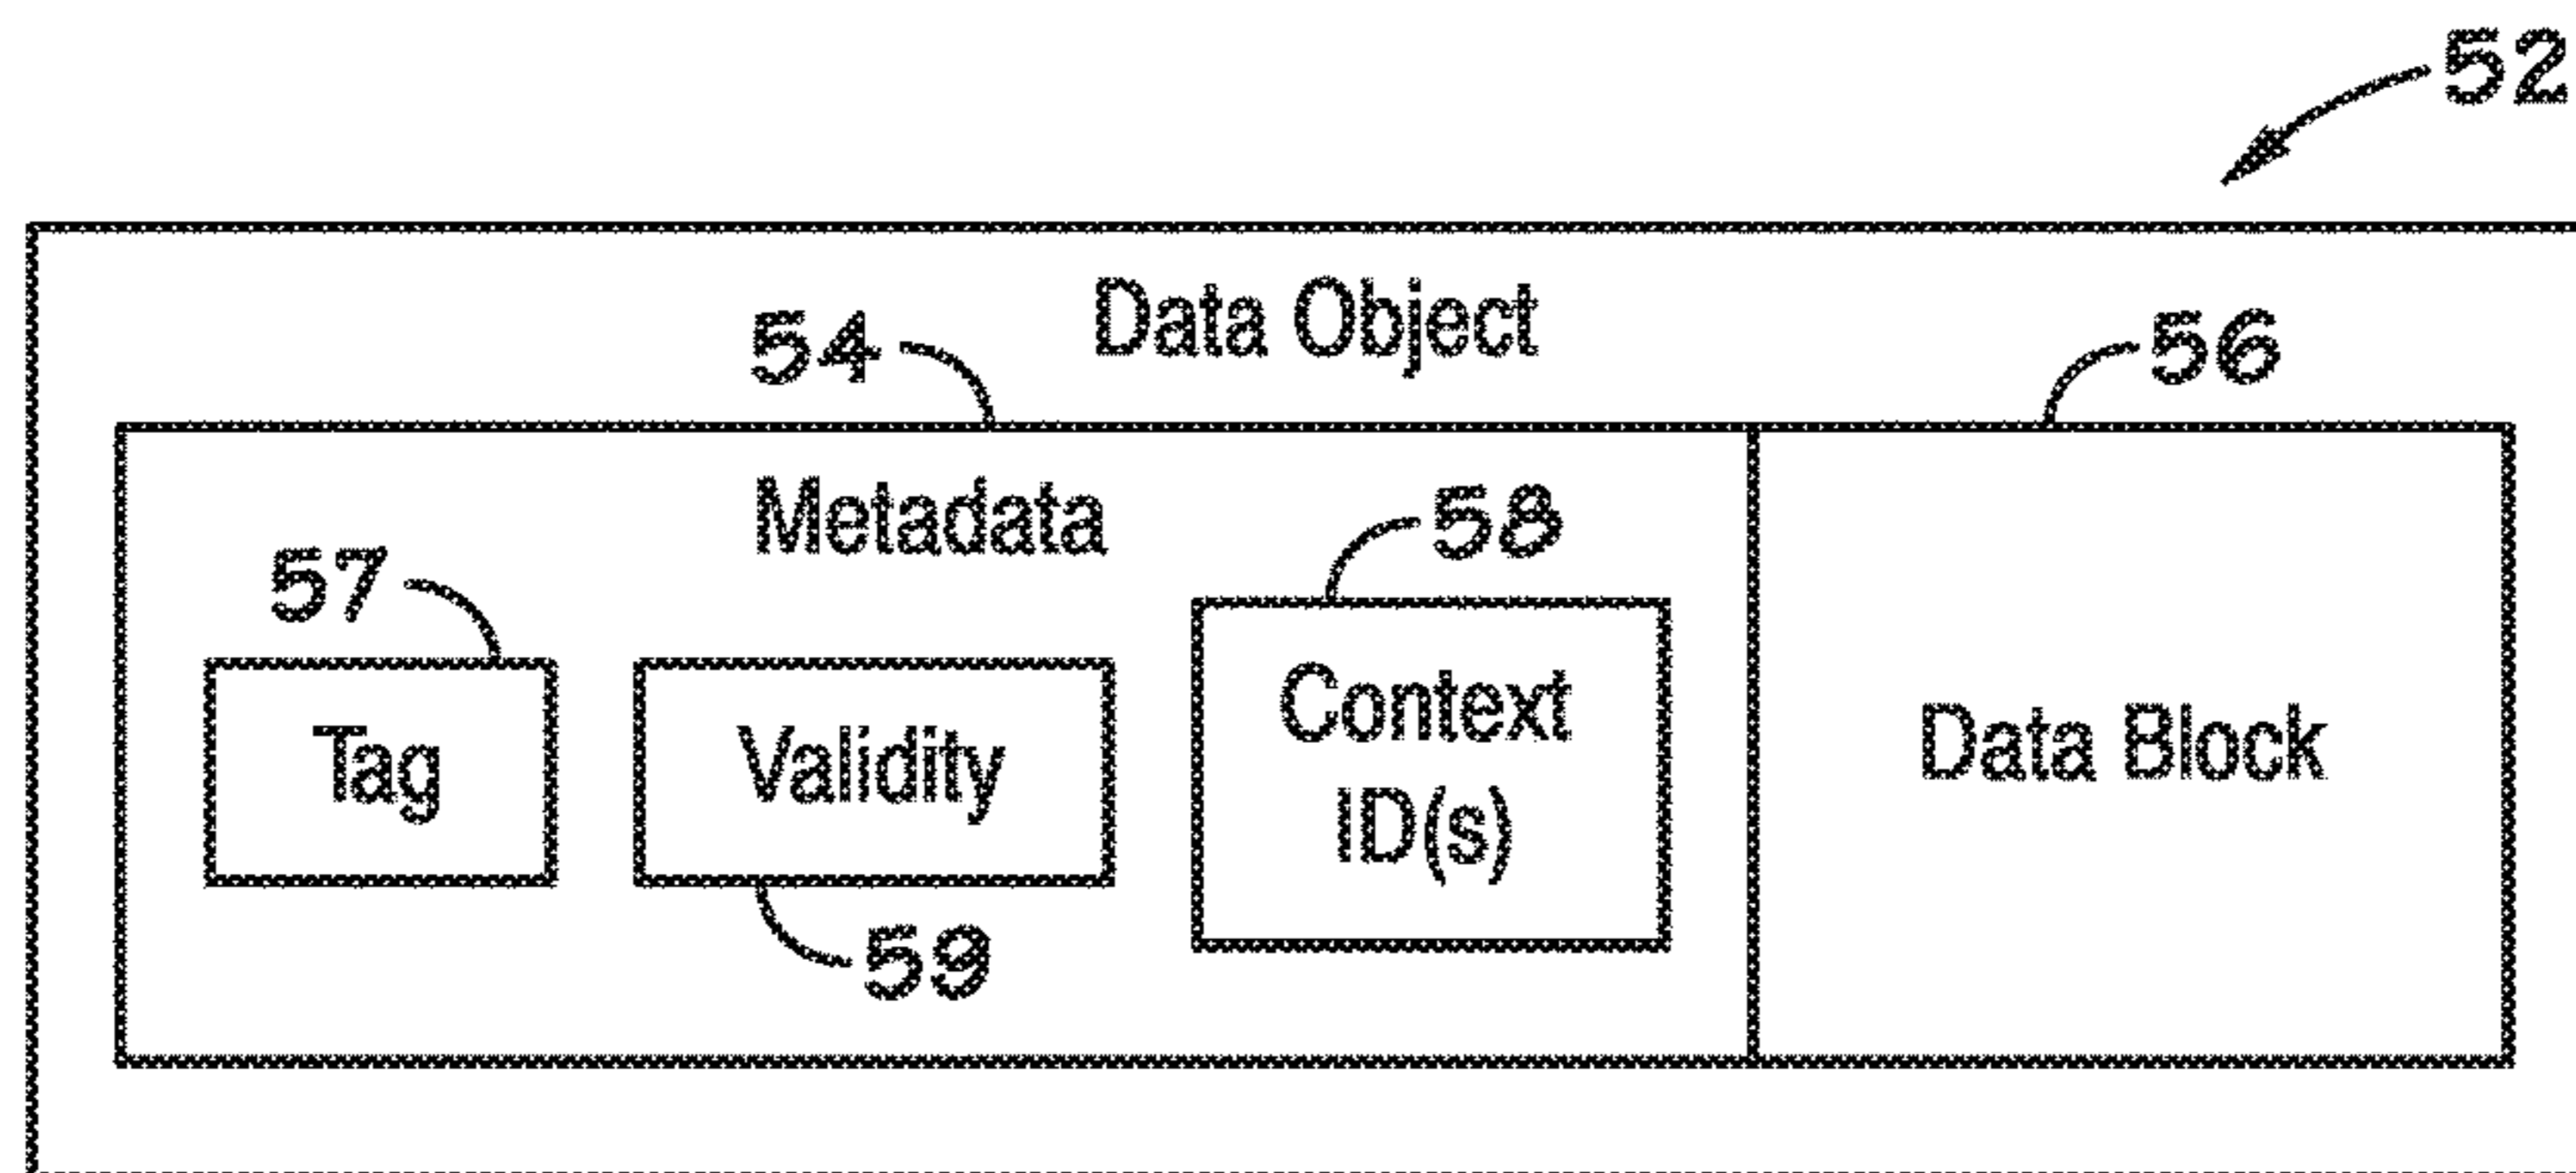 52
Data Object
54
56
Metadata
58
57
Tag
Validity
Context
ID(s)
Data Block
59